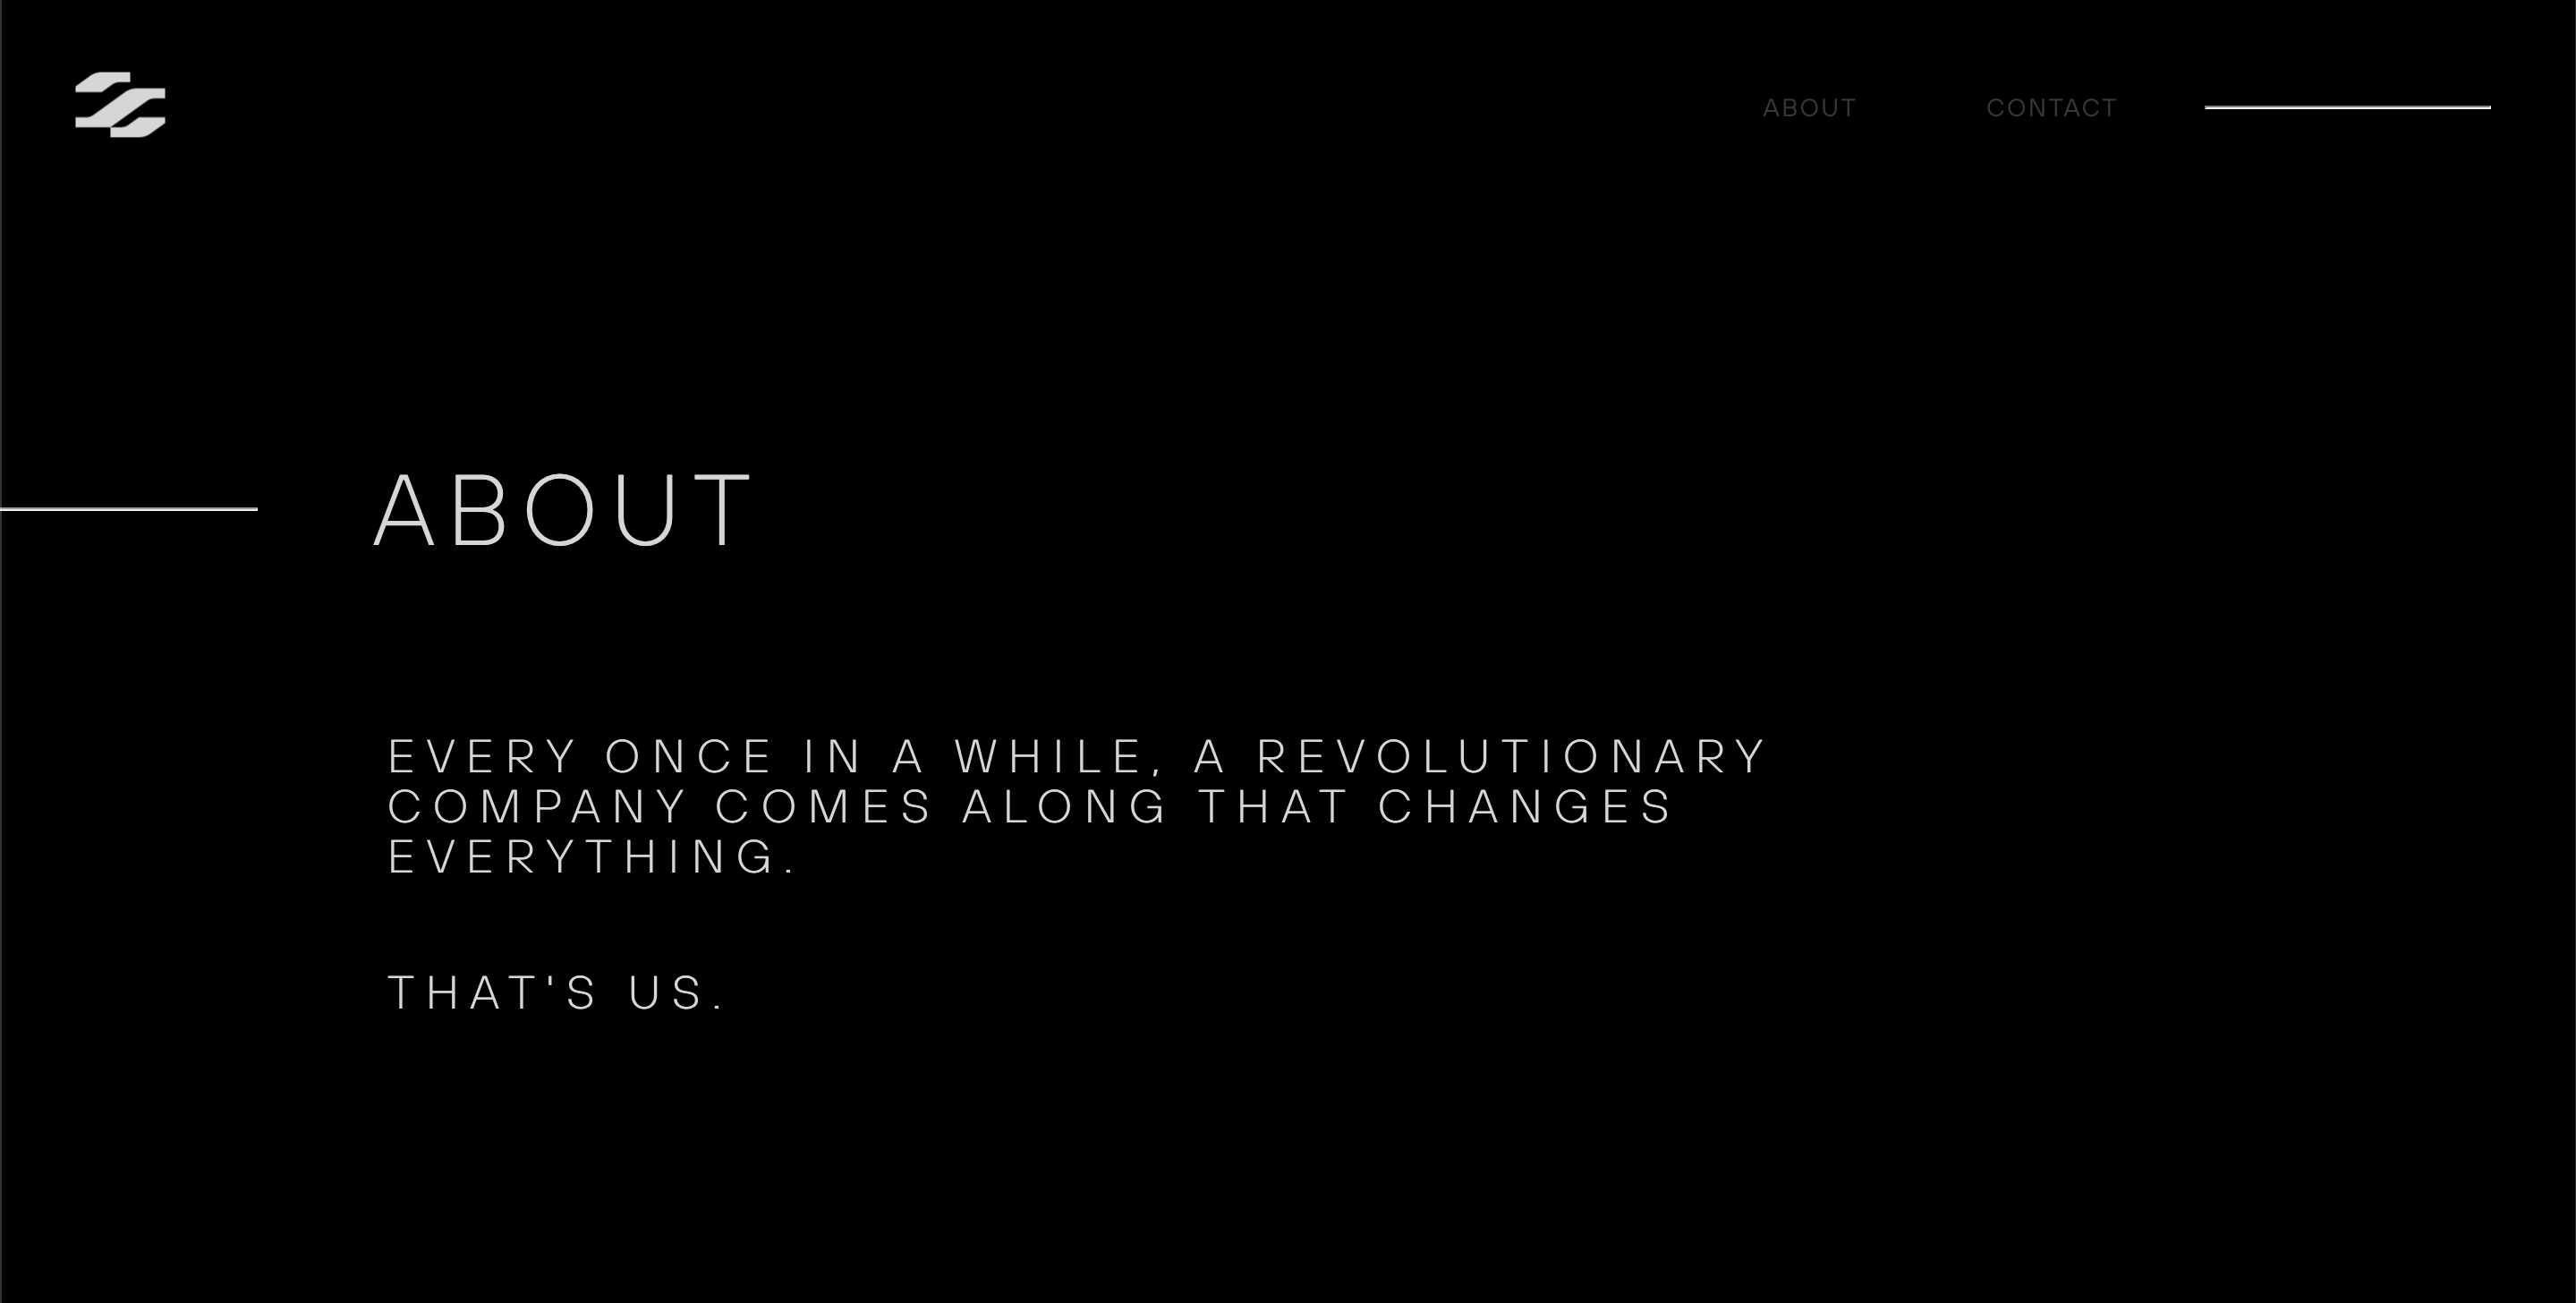 ABOUT
CONTACT
ABOUT
EVERY ONCE IN A WHILE, A REVOLUTIONARY
COMPANY COMES ALONG THAT CHANGES
EVERYTHING.
THAT'S US.